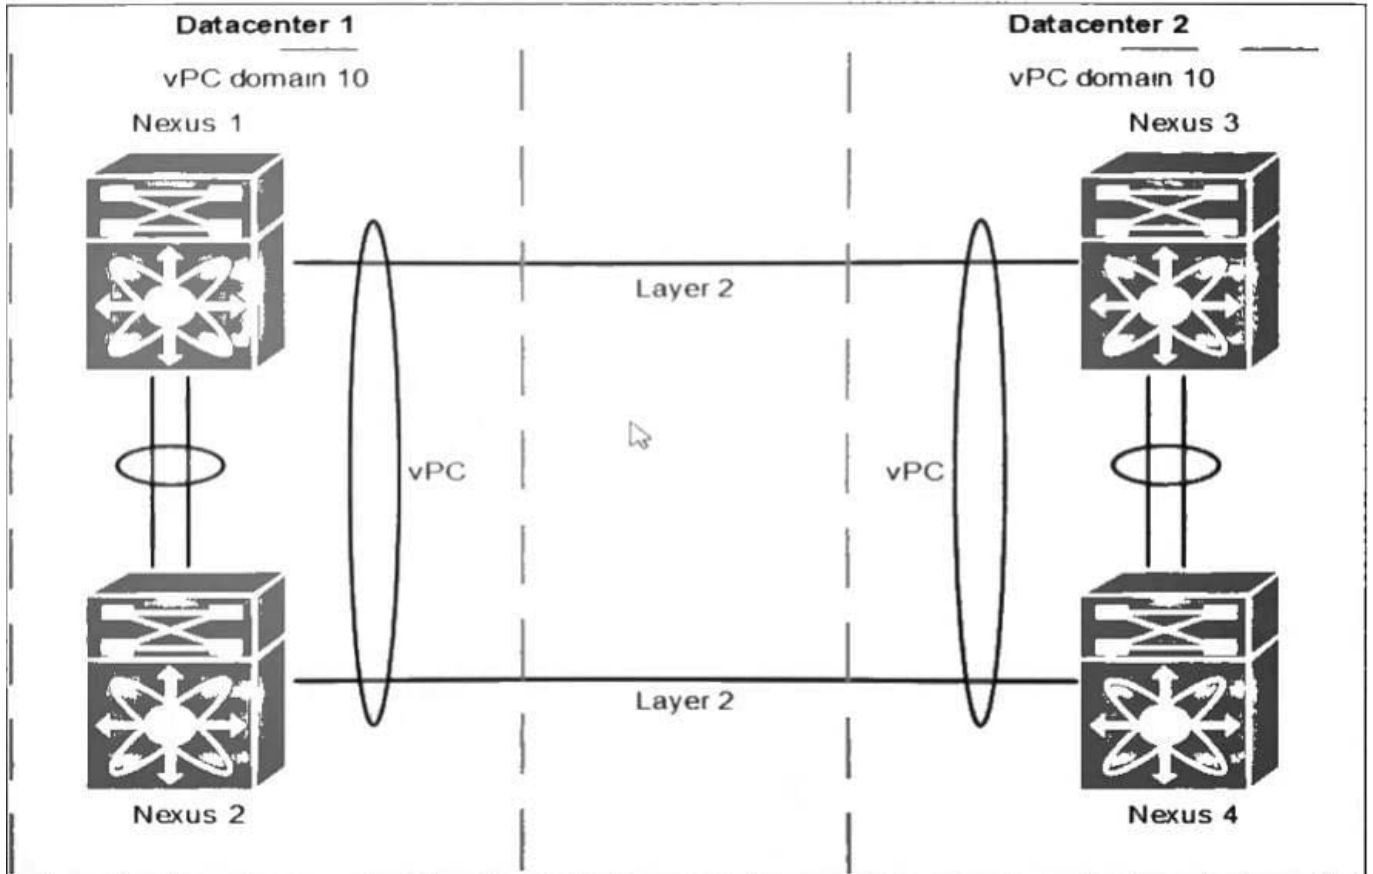 Datacenter 1
Datacenter 2
vPC domain 10
vPC domain 10
Nexus 1
Nexus 3
Layer 2
vPC
vPC
Layer 2
Nexus 2
Nexus 4